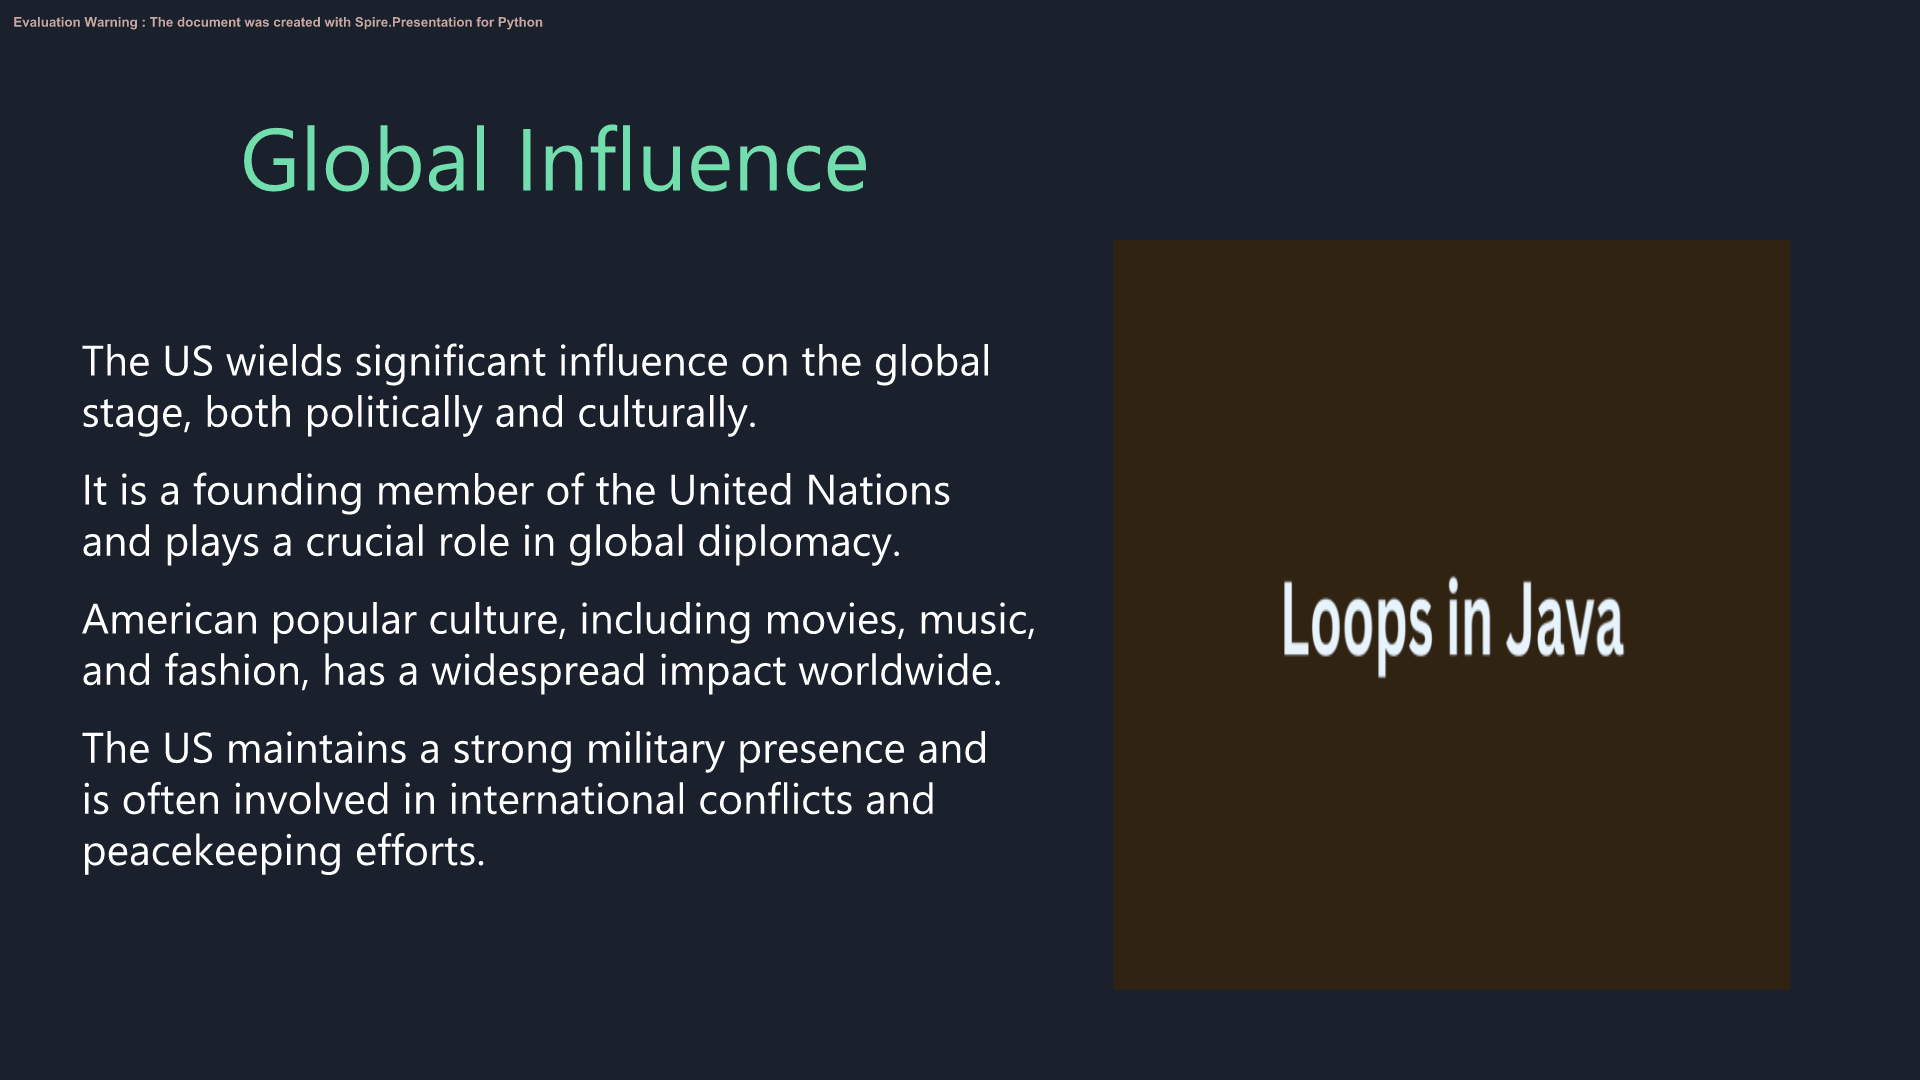 Evaluation Warning : The document was created with Spire.Presentation for Python
Global Influence
The US wields significant influence on the global
stage, both politically and culturally.
It is a founding member of the United Nations
and plays a crucial role in global diplomacy.
American popular culture, including movies, music,
and fashion, has a widespread impact worldwide.
The US maintains a strong military presence and
is often involved in international conflicts and
peacekeeping efforts.
Loops in Java